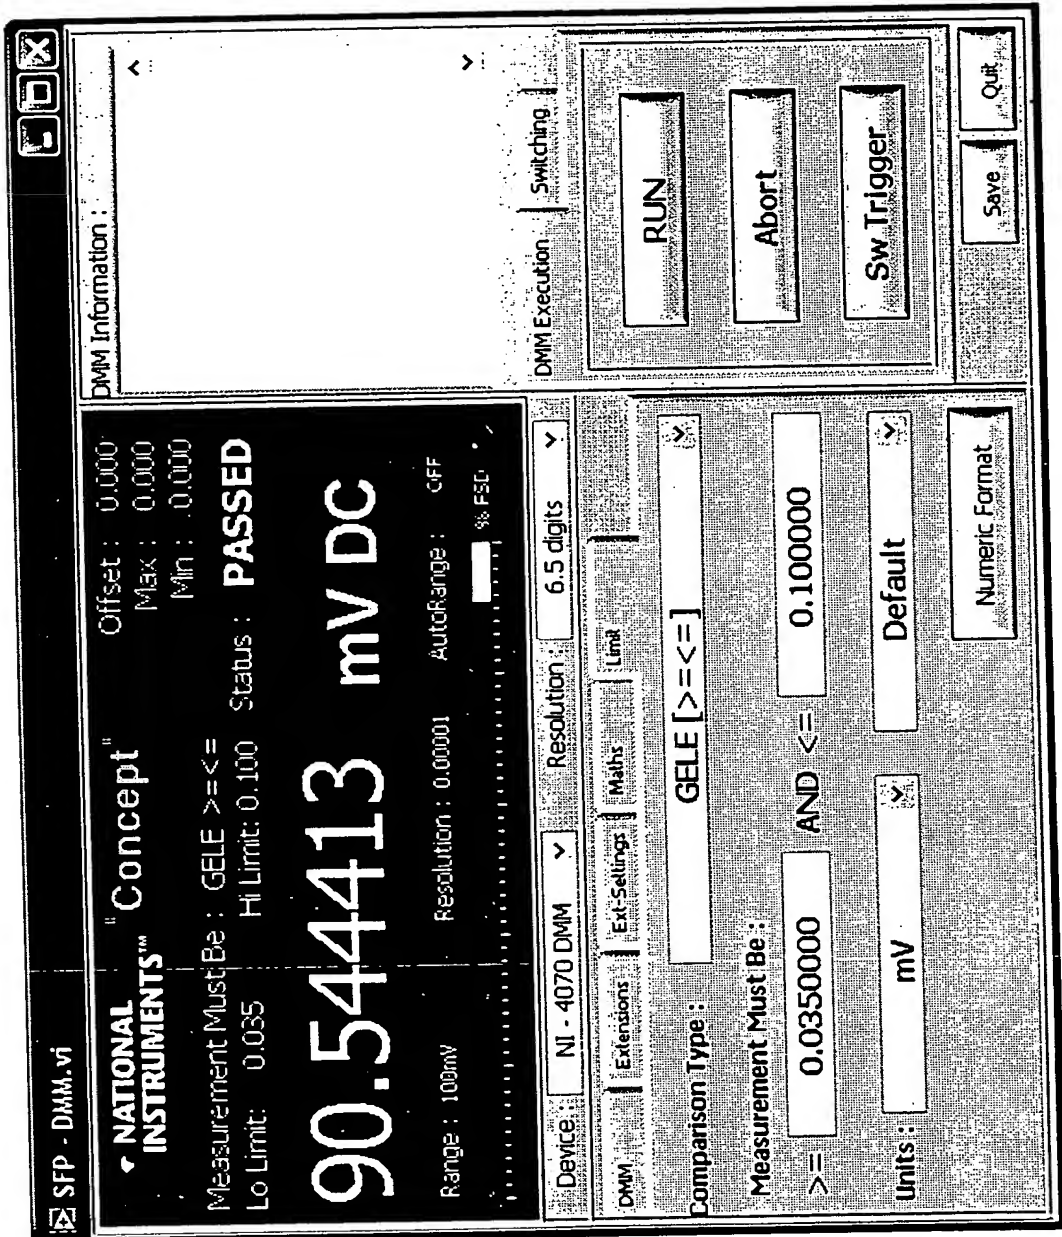 SFP - DMM.vi
NATIONAL
INSTRUMENTS™
"Concept"
Offset : 0.000
Max : 0.000
Min : 0.000
Measurement Must Be : GELE >=<=
Lo Limit: 0.035 Hi Limit: 0.100 Status : PASSED
90.544413 mV DC
Range : 100mV Resolution : 0.00001 AutoRange : OFF
% FSD
Device : NI - 4070 DMM Resolution : 6.5 digits
DMM Extensions Ext-Settings Maths Limit
Comparison Type : GELE [>=<=]
Measurement Must Be :
>= 0.0350000 AND <= 0.100000
Units : mV Default
Numeric Format
DMM Information :
DMM Execution Switching
RUN
Abort
Sw Trigger
Save Quit